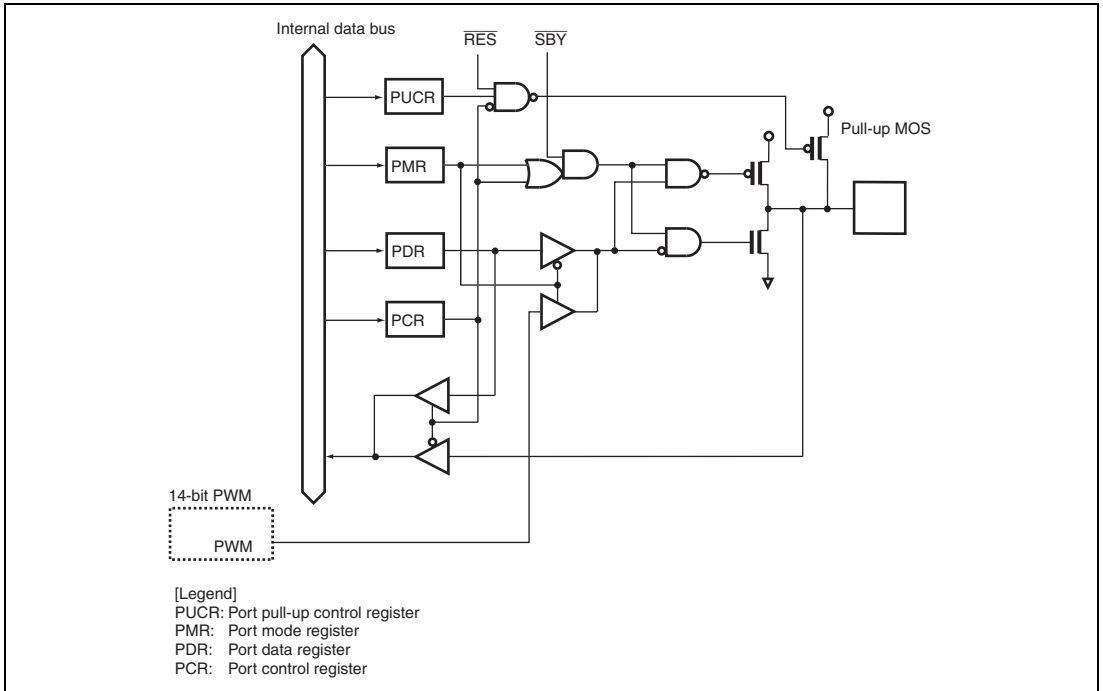 Internal data bus
RES
SBY
PUCR
Pull-up MOS
PMR
PDR
PCR
14-bit PWM
PWM
[Legend]
PUCR: Port pull-up control register
PMR: Port mode register
PDR: Port data register
PCR: Port control register